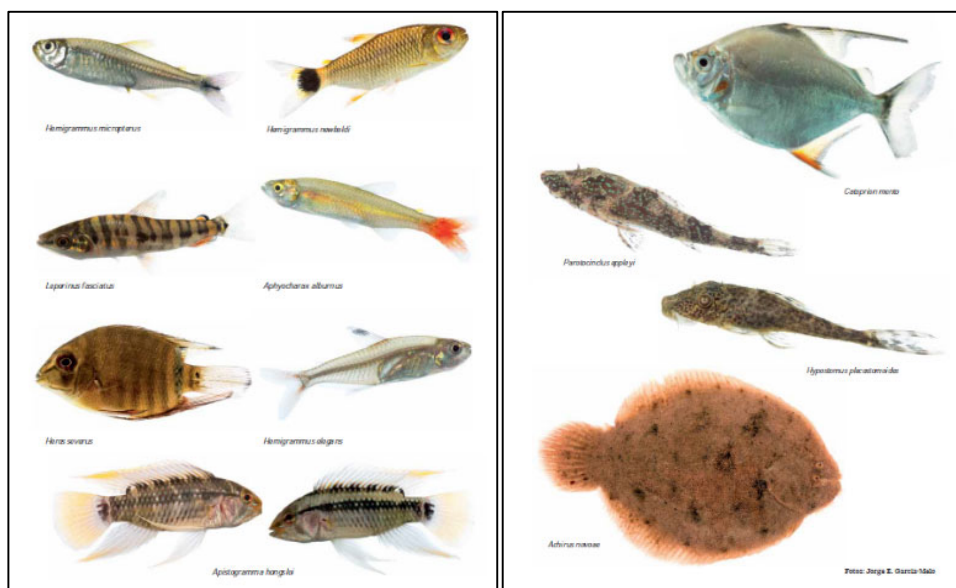 Hemigrammus micropterus
Hemigrammus newboldi
Leporinus fasciatus
Aphyocharax alburnus
Heros severus
Hemigrammus elegans
Apistogramma hongsloi
Catoprion mento
Parotocinclus eppleyi
Hypostomus plecostomoides
Achirus novoae
Fotos: Jorge E. García-Melo